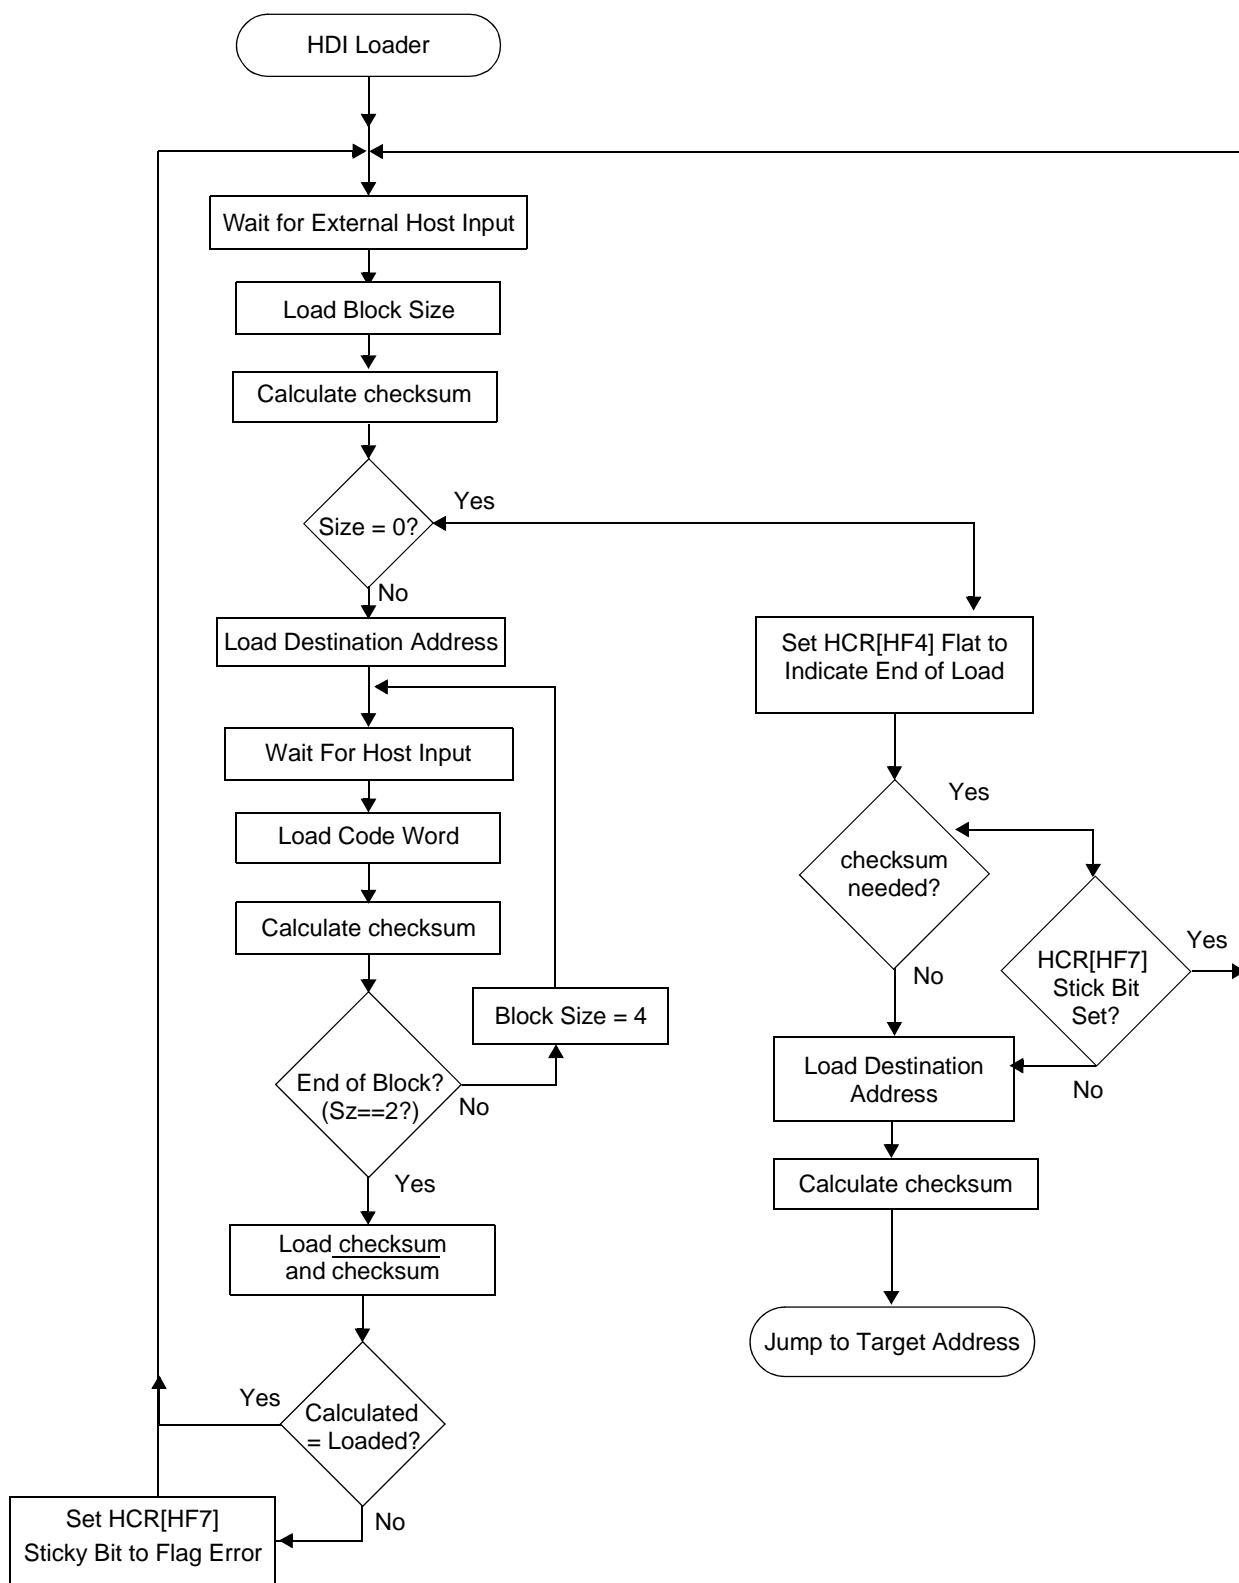 HDI Loader
Wait for External Host Input
Load Block Size
Calculate checksum
Yes
Size = 0?
No
Load Destination Address
Wait For Host Input
Load Code Word
Calculate checksum
Block Size = 4
End of Block?
(Sz==2?)
No
Yes
Load checksum
and checksum
Yes
Calculated
= Loaded?
No
Set HCR[HF7]
Sticky Bit to Flag Error
Set HCR[HF4] Flat to
Indicate End of Load
Yes
checksum
needed?
No
HCR[HF7]
Stick Bit
Set?
Yes
No
Load Destination
Address
Calculate checksum
Jump to Target Address